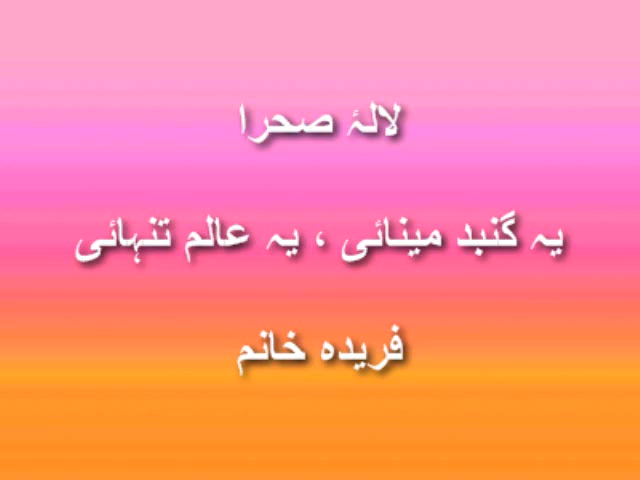 لالۂ صحرا
یہ گنبد مینائی ، یہ عالم تنہائی
فریدہ خانم